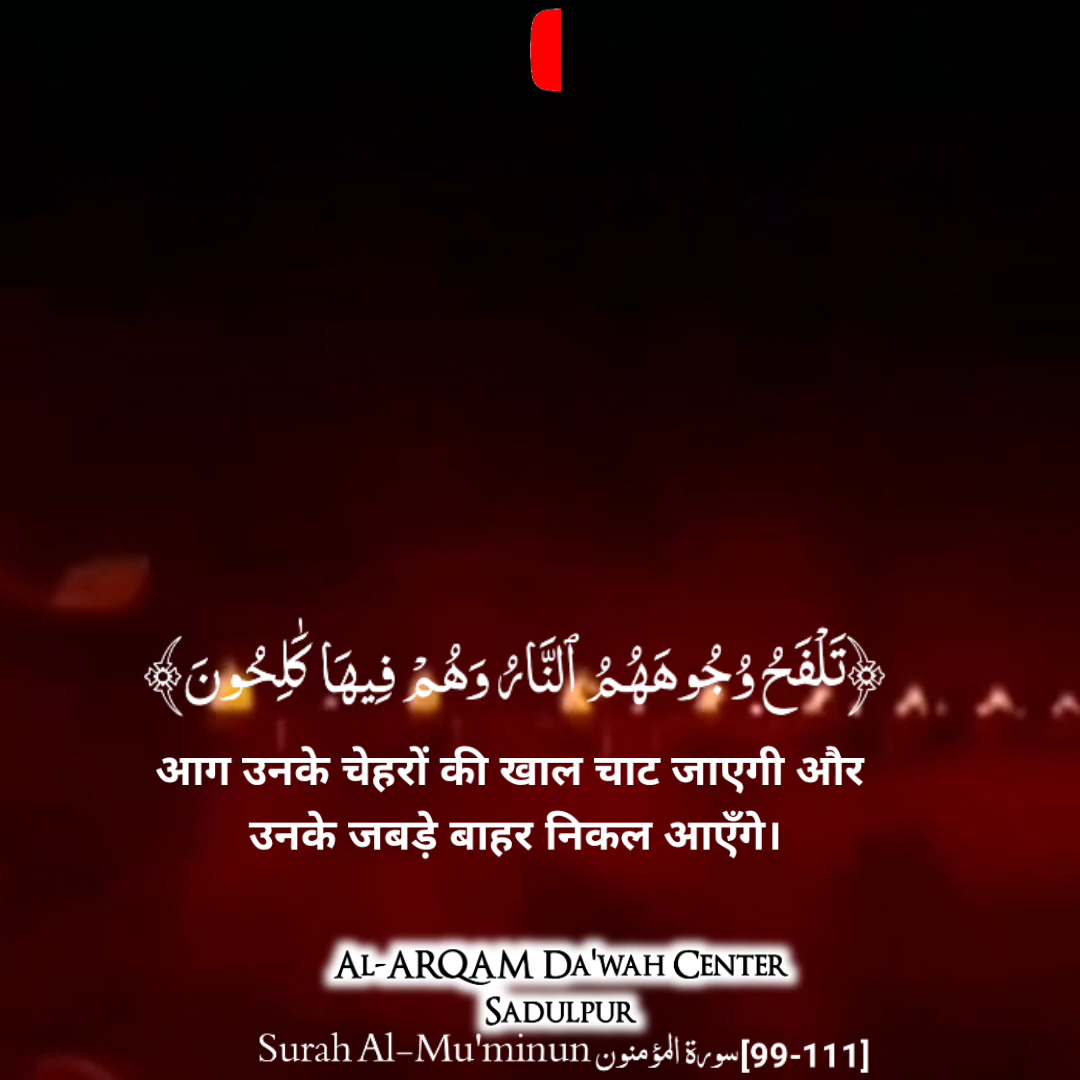 ﴿تَلْفَحُ وُجُوهَهُمُ ٱلنَّارُ وَهُمْ فِيهَا كَٰلِحُونَ﴾
आग उनके चेहरों की खाल चाट जाएगी और
उनके जबड़े बाहर निकल आएँगे।
Al-ARQAM Da'wah Center
Sadulpur
Surah Al-Mu'minun سورة المؤمنون[99-111]